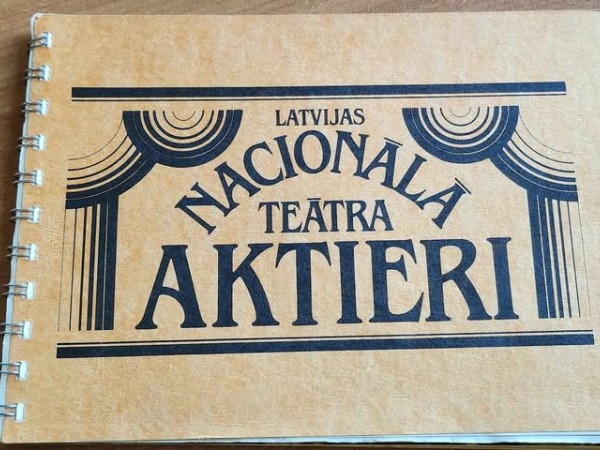 LATVIJAS
NACIONĀLĀ
TEĀTRA
AKTIERI